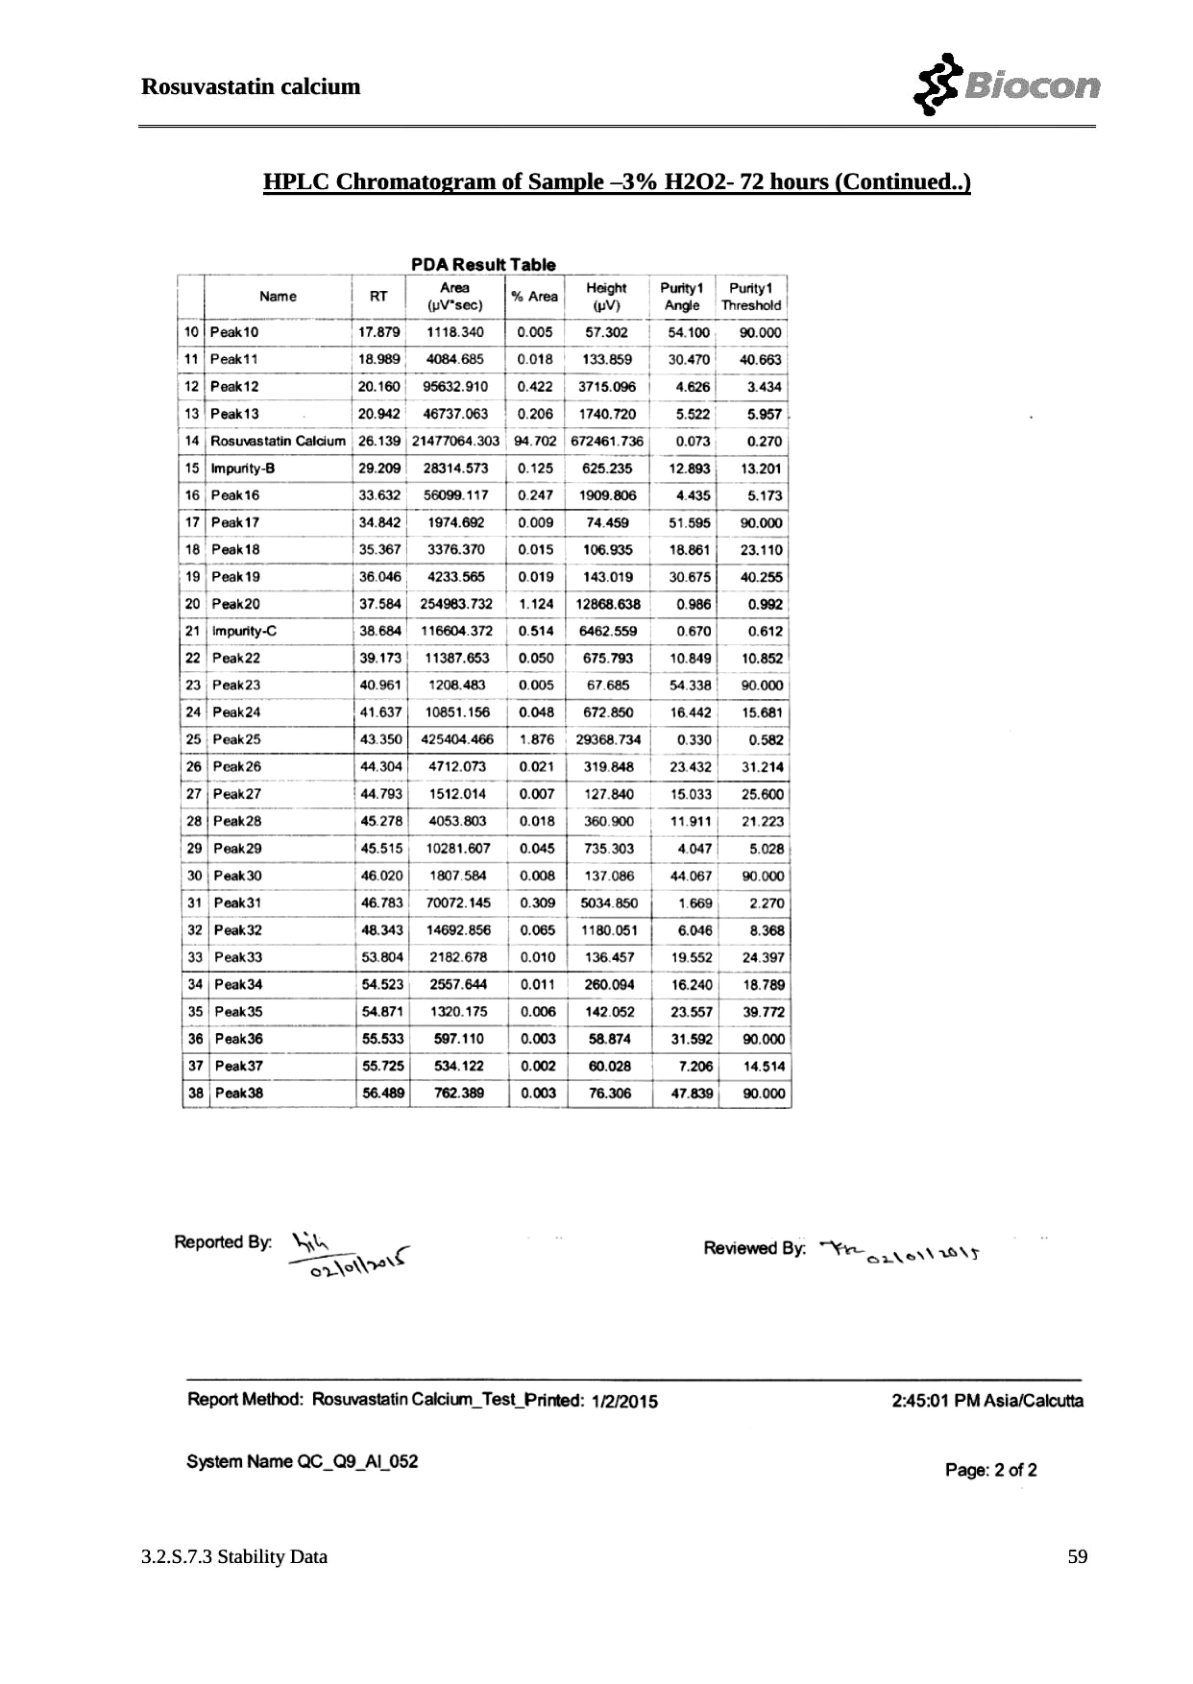 Rosuvastatin calcium
Biocon
HPLC Chromatogram of Sample –3% H2O2- 72 hours (Continued..)
PDA Result Table
Name RT Area (µV*sec) % Area Height (µV) Purity1 Angle Purity1 Threshold
10 Peak10 17.879 1118.340 0.005 57.302 54.100 90.000
11 Peak11 18.989 4084.685 0.018 133.859 30.470 40.663
12 Peak12 20.160 95632.910 0.422 3715.096 4.626 3.434
13 Peak13 20.942 46737.063 0.206 1740.720 5.522 5.957
14 Rosuvastatin Calcium 26.139 21477064.303 94.702 672461.736 0.073 0.270
15 Impurity-B 29.209 28314.573 0.125 625.235 12.893 13.201
16 Peak16 33.632 56099.117 0.247 1909.806 4.435 5.173
17 Peak17 34.842 1974.692 0.009 74.459 51.595 90.000
18 Peak18 35.367 3376.370 0.015 106.935 18.861 23.110
19 Peak19 36.046 4233.565 0.019 143.019 30.675 40.255
20 Peak20 37.584 254983.732 1.124 12868.638 0.986 0.992
21 Impurity-C 38.684 116604.372 0.514 6462.559 0.670 0.612
22 Peak22 39.173 11387.653 0.050 675.793 10.849 10.852
23 Peak23 40.961 1208.483 0.005 67.685 54.338 90.000
24 Peak24 41.637 10851.156 0.048 672.850 16.442 15.681
25 Peak25 43.350 425404.466 1.876 29368.734 0.330 0.582
26 Peak26 44.304 4712.073 0.021 319.848 23.432 31.214
27 Peak27 44.793 1512.014 0.007 127.840 15.033 25.600
28 Peak28 45.278 4053.803 0.018 360.900 11.911 21.223
29 Peak29 45.515 10281.607 0.045 735.303 4.047 5.028
30 Peak30 46.020 1807.584 0.008 137.086 44.067 90.000
31 Peak31 46.783 70072.145 0.309 5034.850 1.669 2.270
32 Peak32 48.343 14692.856 0.065 1180.051 6.046 8.368
33 Peak33 53.804 2182.678 0.010 136.457 19.552 24.397
34 Peak34 54.523 2557.644 0.011 260.094 16.240 18.789
35 Peak35 54.871 1320.175 0.006 142.052 23.557 39.772
36 Peak36 55.533 597.110 0.003 58.874 31.592 90.000
37 Peak37 55.725 534.122 0.002 60.028 7.206 14.514
38 Peak38 56.489 762.389 0.003 76.306 47.839 90.000
Reported By: 02/01/2015
Reviewed By: 02/01/2015
Report Method: Rosuvastatin Calcium_Test_Printed: 1/2/2015 2:45:01 PM Asia/Calcutta
System Name QC_Q9_AI_052
Page: 2 of 2
3.2.S.7.3 Stability Data 59